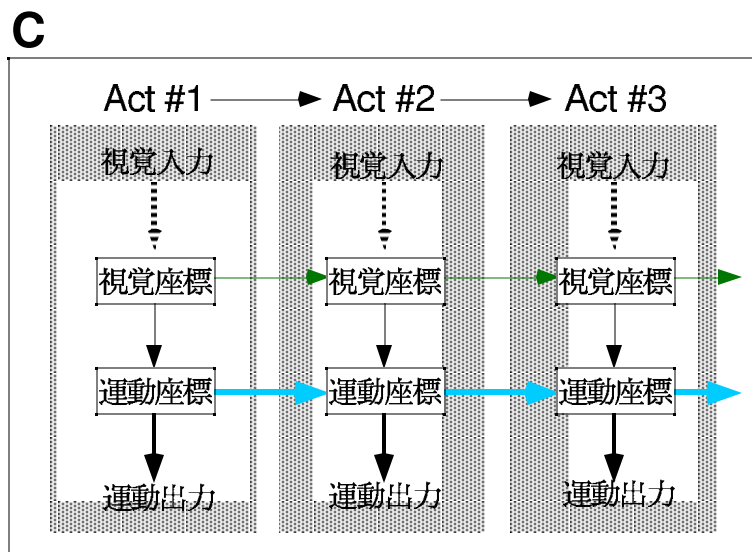 C
Act #1 Act #2 Act #3
視覚入力 視覚入力 視覚入力
視覚座標 視覚座標 視覚座標
運動座標 運動座標 運動座標
運動出力 運動出力 運動出力